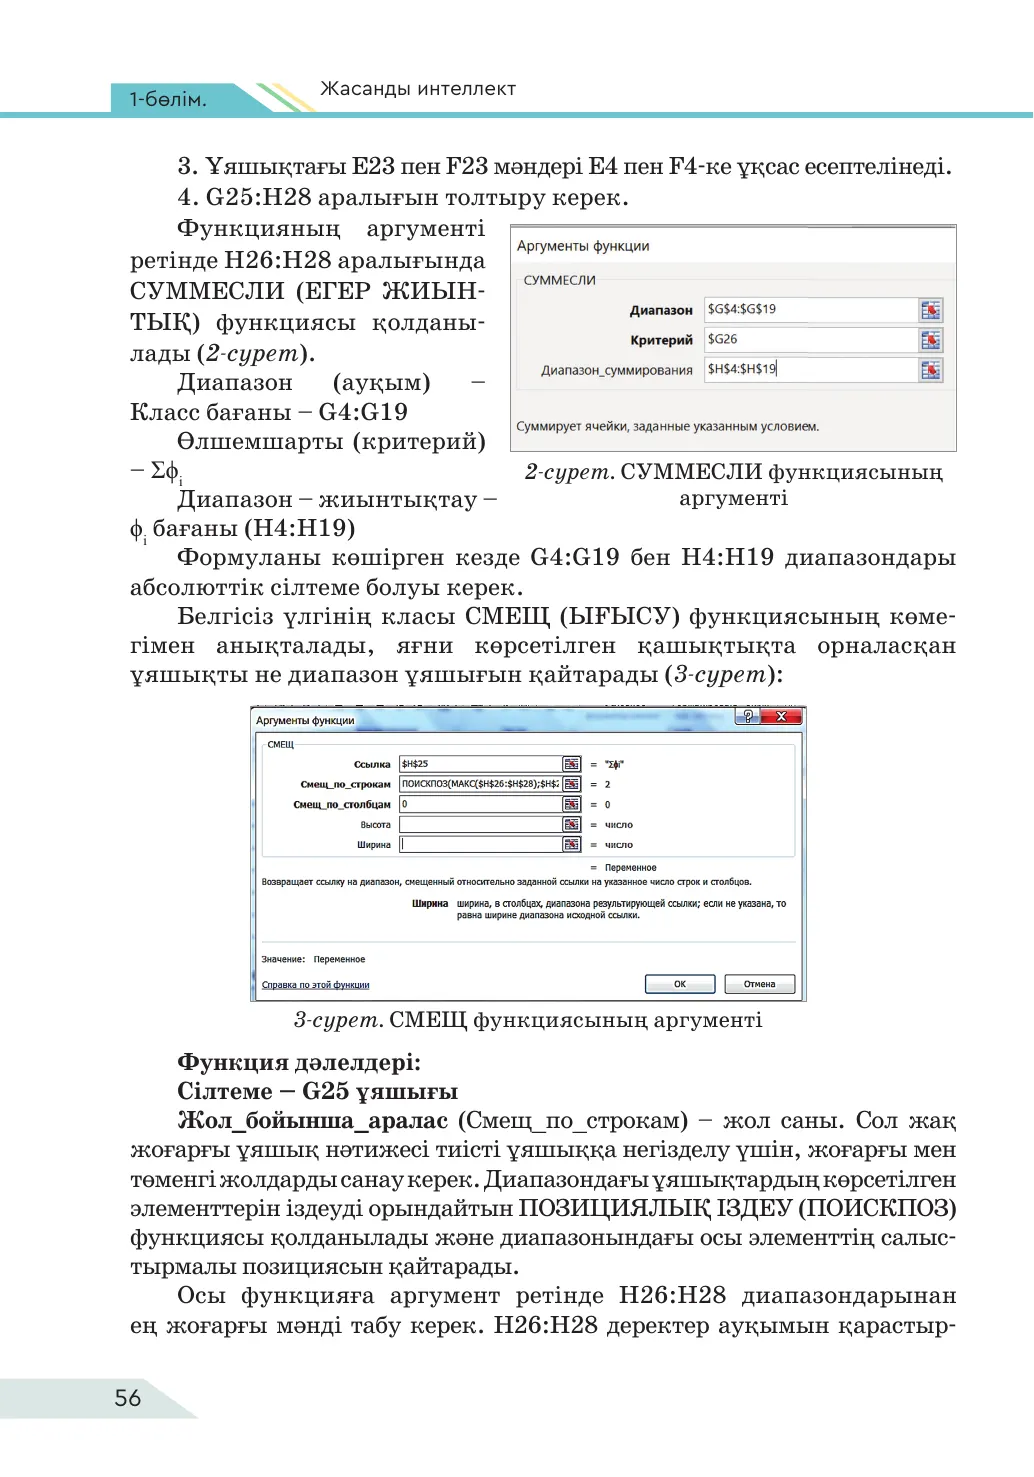 1-бөлім.
Жасанды интеллект
3. Ұяшықтағы E23 пен F23 мәндері E4 пен F4-ке ұқсас есептелінеді.
4. G25:H28 аралығын толтыру керек.
Функцияның аргументі
ретінде H26:H28 аралығында
СУММЕСЛИ (ЕГЕР ЖИЫН-
ТЫҚ) функциясы қолданы-
лады (2-сурет).
Диапазон (ауқым) –
Класс бағаны – G4:G19
Өлшемшарты (критерий)
– Σϕi
Диапазон – жиынтықтау –
ϕi бағаны (H4:H19)
Аргументы функции
СУММЕСЛИ
Диапазон $G$4:$G$19
Критерий $G26
Диапазон_суммирования $H$4:$H$19
Суммирует ячейки, заданные указанным условием.
2-сурет. СУММЕСЛИ функциясының
аргументі
Формуланы көшірген кезде G4:G19 бен H4:H19 диапазондары
абсолюттік сілтеме болуы керек.
Белгісіз үлгінің класы СМЕЩ (ЫҒЫСУ) функциясының көме-
гімен анықталады, яғни көрсетілген қашықтықта орналасқан
ұяшықты не диапазон ұяшығын қайтарады (3-сурет):
Аргументы функции
СМЕЩ
Ссылка $H$25 = "Σϕi"
Смещ_по_строкам ПОИСКПОЗ(МАКС($H$26:$H$28);$H$2 = 2
Смещ_по_столбцам 0 = 0
Высота = число
Ширина = число
= Переменное
Возвращает ссылку на диапазон, смещенный относительно заданной ссылки на указанное число строк и столбцов.
Ширина ширина, в столбцах, диапазона результирующей ссылки; если не указана, то
равна ширине диапазона исходной ссылки.
Значение: Переменное
Справка по этой функции
ОК
Отмена
3-сурет. СМЕЩ функциясының аргументі
Функция дәлелдері:
Сілтеме – G25 ұяшығы
Жол_бойынша_аралас (Смещ_по_строкам) – жол саны. Сол жақ
жоғарғы ұяшық нәтижесі тиісті ұяшыққа негізделу үшін, жоғарғы мен
төменгі жолдарды санау керек. Диапазондағы ұяшықтардың көрсетілген
элементтерін іздеуді орындайтын ПОЗИЦИЯЛЫҚ ІЗДЕУ (ПОИСКПОЗ)
функциясы қолданылады және диапазонындағы осы элементтің салыс-
тырмалы позициясын қайтарады.
Осы функцияға аргумент ретінде H26:H28 диапазондарынан
ең жоғарғы мәнді табу керек. H26:H28 деректер ауқымын қарастыр-
56